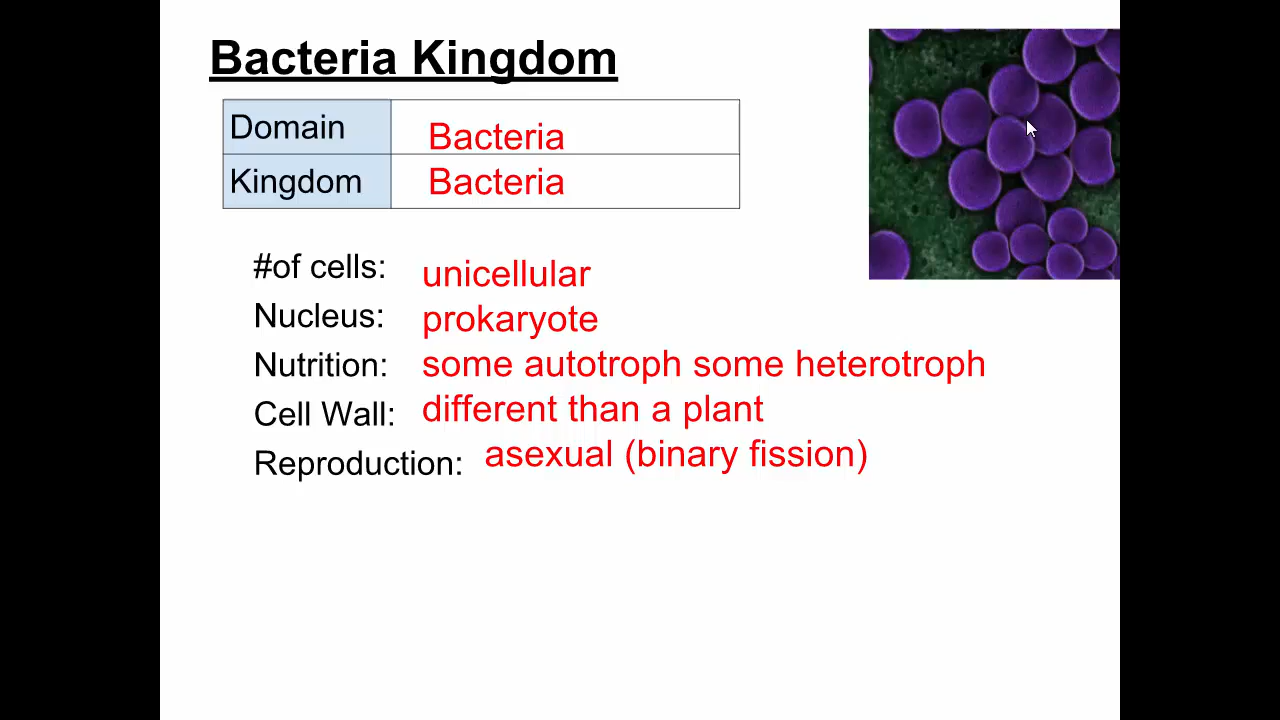 Bacteria Kingdom
Domain Bacteria
Kingdom Bacteria
#of cells: unicellular
Nucleus: prokaryote
Nutrition: some autotroph some heterotroph
Cell Wall: different than a plant
Reproduction: asexual (binary fission)